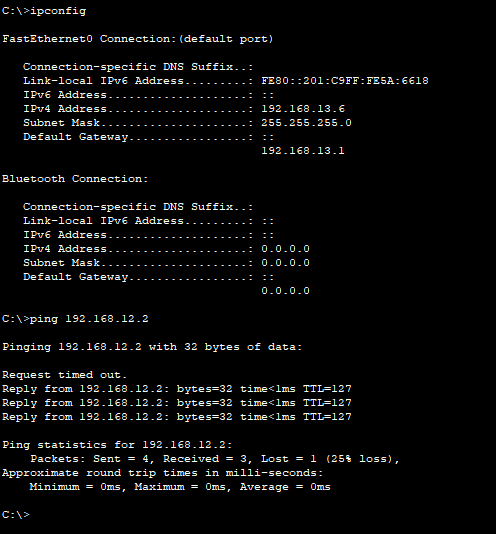 C:\>ipconfig
FastEthernet0 Connection:(default port)
Connection-specific DNS Suffix..:
Link-local IPv6 Address.........: FE80::201:C9FF:FE5A:6618
IPv6 Address....................: ::
IPv4 Address....................: 192.168.13.6
Subnet Mask.....................: 255.255.255.0
Default Gateway.................: ::
192.168.13.1
Bluetooth Connection:
Connection-specific DNS Suffix..:
Link-local IPv6 Address.........: ::
IPv6 Address....................: ::
IPv4 Address....................: 0.0.0.0
Subnet Mask.....................: 0.0.0.0
Default Gateway.................: ::
0.0.0.0
C:\>ping 192.168.12.2
Pinging 192.168.12.2 with 32 bytes of data:
Request timed out.
Reply from 192.168.12.2: bytes=32 time<1ms TTL=127
Reply from 192.168.12.2: bytes=32 time<1ms TTL=127
Reply from 192.168.12.2: bytes=32 time<1ms TTL=127
Ping statistics for 192.168.12.2:
Packets: Sent = 4, Received = 3, Lost = 1 (25% loss),
Approximate round trip times in milli-seconds:
Minimum = 0ms, Maximum = 0ms, Average = 0ms
C:\>